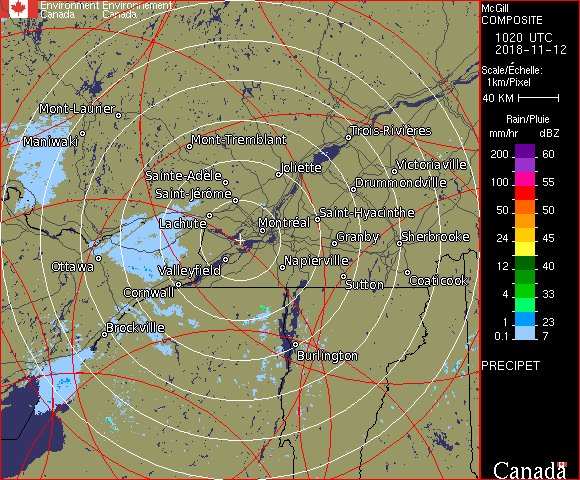 Environment Environnement
Canada Canada
McGill
COMPOSITE
1020 UTC
2018-11-12
Scale/Échelle:
1km/Pixel
40 KM
Rain/Pluie
mm/hr dBZ
200 60
150 55
100 55
50 50
24 45
12 40
4 33
1 23
0.1 7
PRECIPET
Canada
Mont-Laurier
Maniwaki
Mont-Tremblant
Trois-Rivières
Joliette
Victoriaville
Sainte-Adèle
Drummondville
Saint-Jérôme
Saint-Hyacinthe
Lachute
Montréal
Granby
Sherbrooke
Ottawa
Valleyfield
Napierville
Cornwall
Sutton
Coaticook
Brockville
Burlington